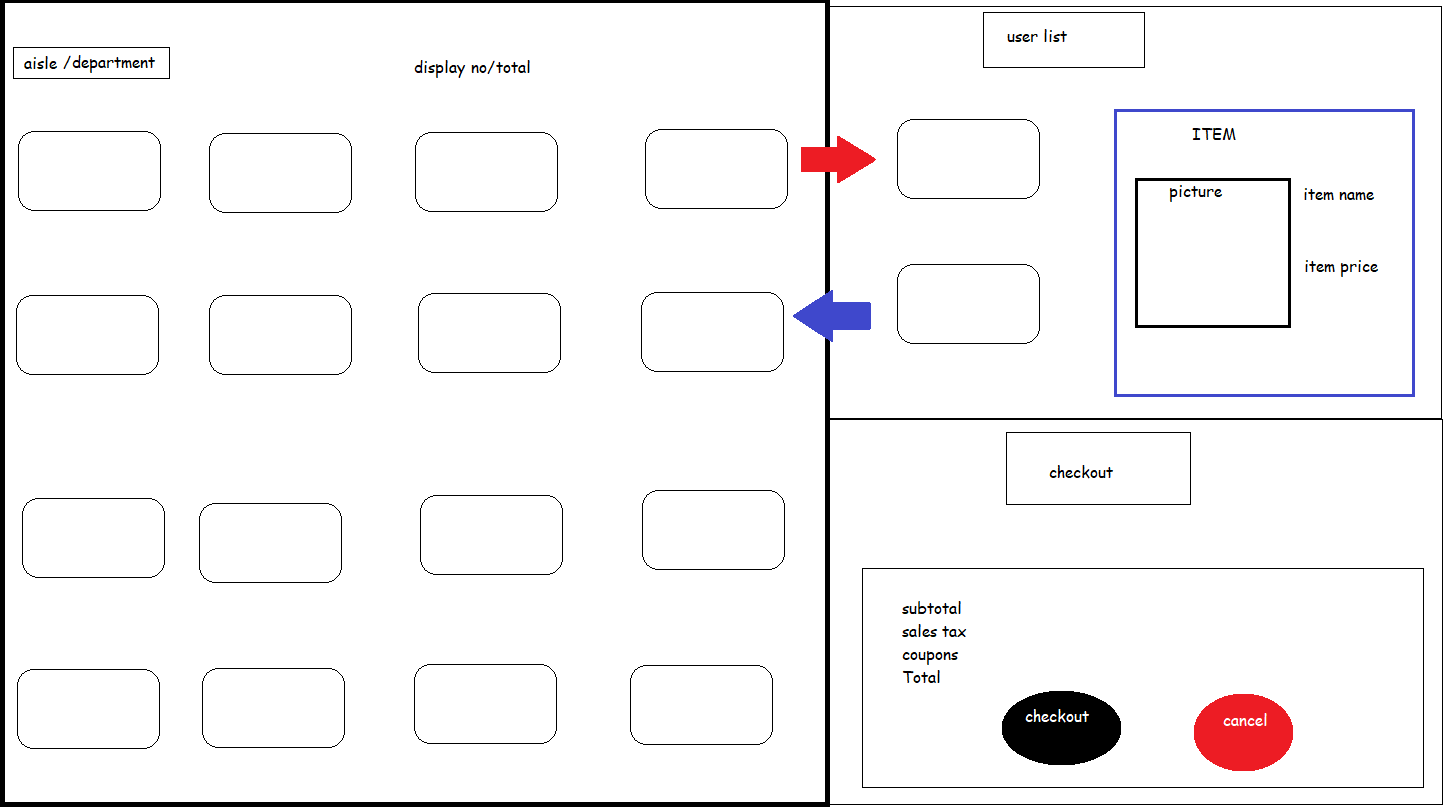 aisle /department
display no/total
user list
ITEM
picture
item name
item price
checkout
subtotal
sales tax
coupons
Total
checkout
cancel